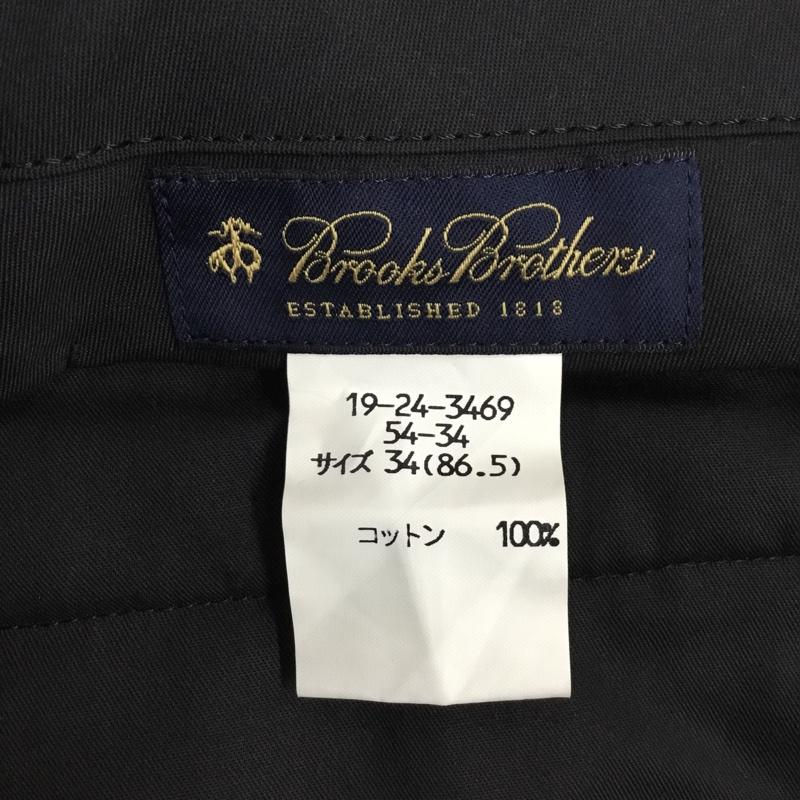 Brooks Brothers
ESTABLISHED 1818
19-24-3469
54-34
サイズ 34(86.5)
コットン 100%